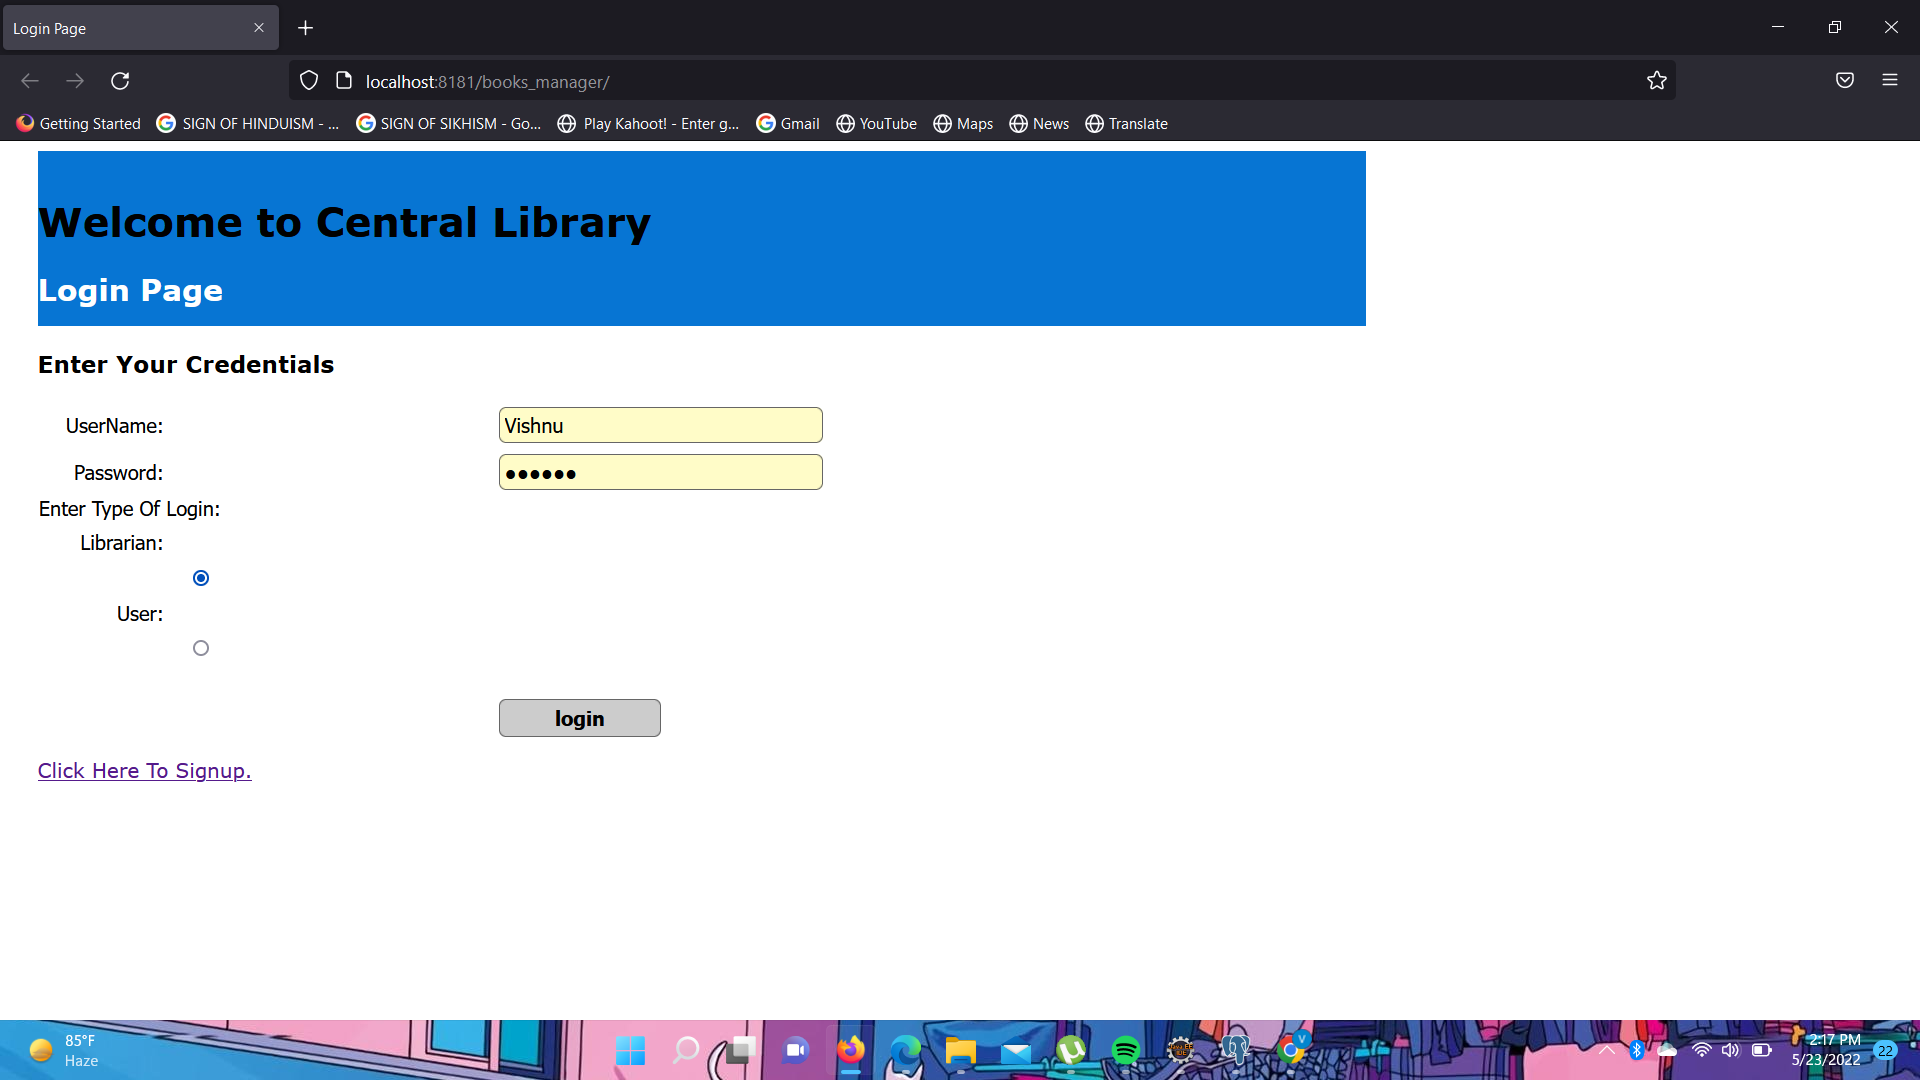 Login Page
localhost:8181/books_manager/
Getting Started SIGN OF HINDUISM - ... SIGN OF SIKHISM - Go... Play Kahoot! - Enter g... Gmail YouTube Maps News Translate
Welcome to Central Library
Login Page
Enter Your Credentials
UserName: Vishnu
Password: ●●●●●●
Enter Type Of Login:
Librarian:
User:
login
Click Here To Signup.
85°F
Haze
V
2:17 PM
5/23/2022
22